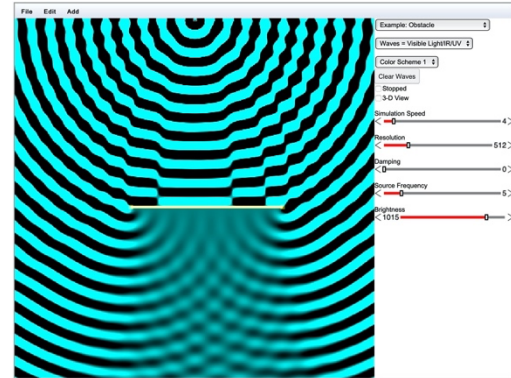 File Edit Add
Example: Obstacle
Waves = Visible Light/IR/UV
Color Scheme 1
Clear Waves
Stopped
3-D View
Simulation Speed
4
Resolution
512
Damping
0
Source Frequency
5
Brightness
1015